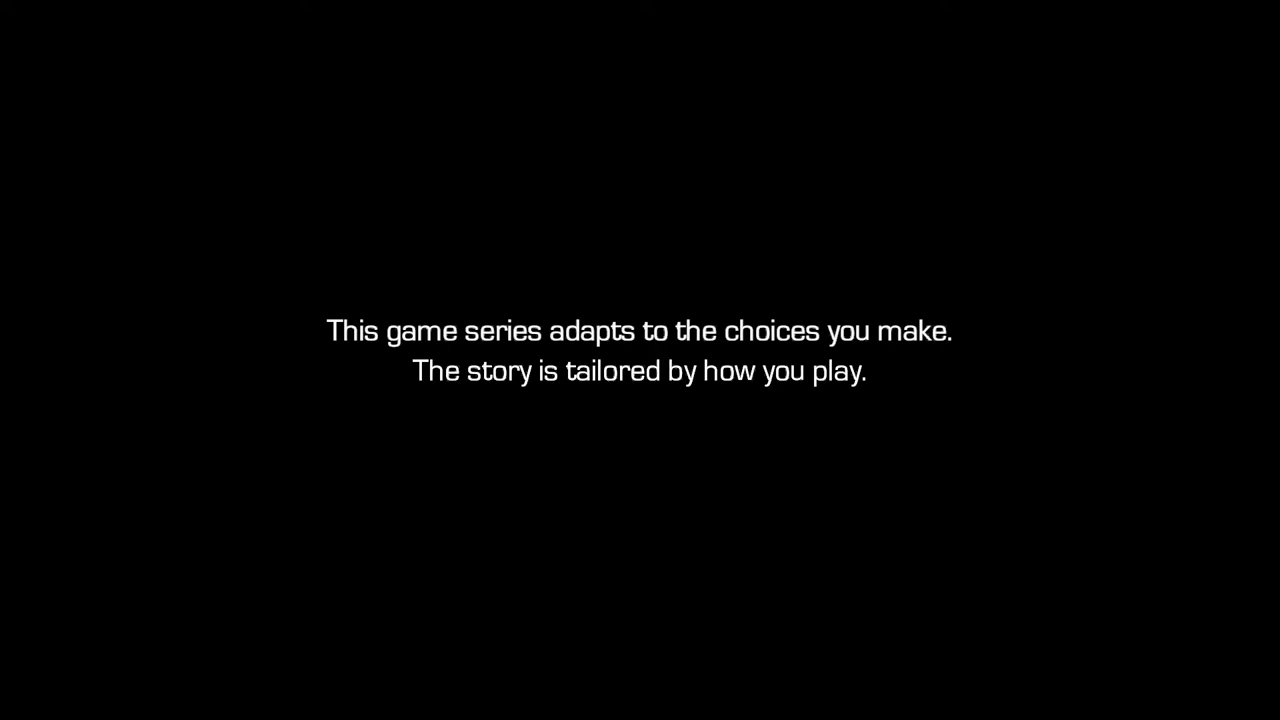 This game series adapts to the choices you make.
The story is tailored by how you play.